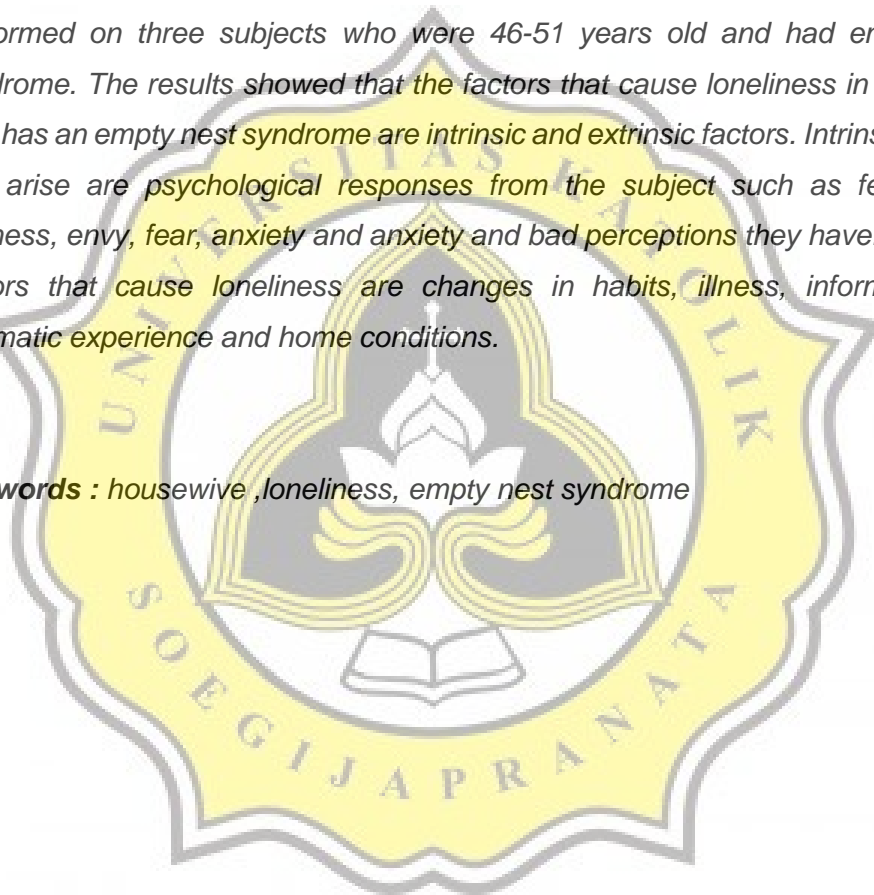 ormed on three subjects who were 46-51 years old and had en
drome. The results showed that the factors that cause loneliness in
has an empty nest syndrome are intrinsic and extrinsic factors. Intrins
arise are psychological responses from the subject such as fe
ness, envy, fear, anxiety and anxiety and bad perceptions they have.
ors that cause loneliness are changes in habits, illness, inforn
matic experience and home conditions.
words : housewive ,loneliness, empty nest syndrome
UNIVERSITAS KATOLIK
SOEGIJAPRANATA